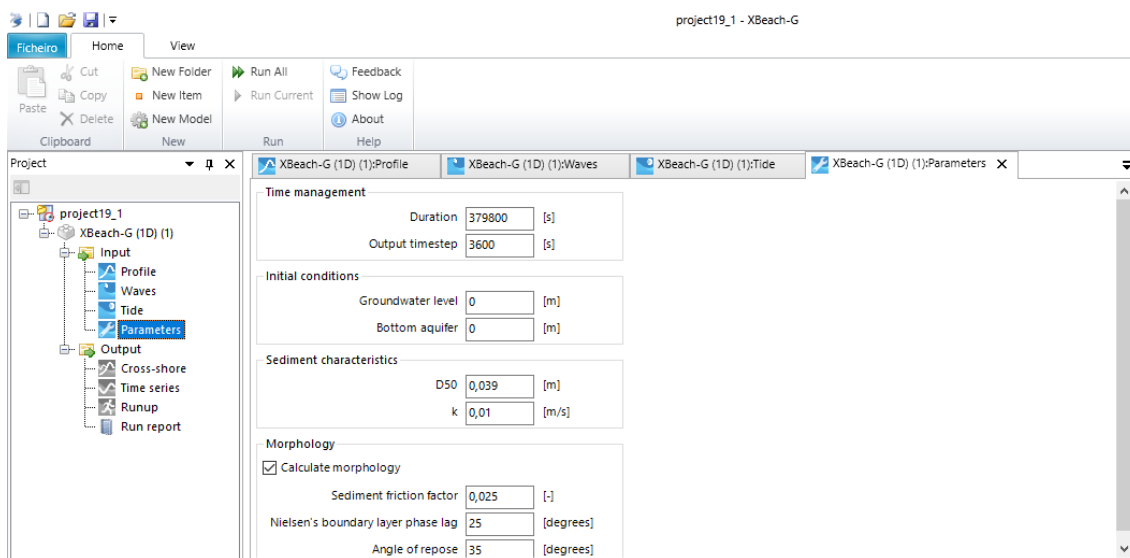 project19_1 - XBeach-G
Ficheiro Home View
Cut New Folder Run All Feedback
Copy New Item Run Current Show Log
Paste
Delete New Model About
Clipboard New Run Help
Project
XBeach-G (1D) (1):Profile XBeach-G (1D) (1):Waves XBeach-G (1D) (1):Tide XBeach-G (1D) (1):Parameters
project19_1
XBeach-G (1D) (1)
Input
Profile
Waves
Tide
Parameters
Output
Cross-shore
Time series
Runup
Run report
Time management
Duration 379800 [s]
Output timestep 3600 [s]
Initial conditions
Groundwater level 0 [m]
Bottom aquifer 0 [m]
Sediment characteristics
D50 0,039 [m]
k 0,01 [m/s]
Morphology
Calculate morphology
Sediment friction factor 0,025 [-]
Nielsen's boundary layer phase lag 25 [degrees]
Angle of repose 35 [degrees]